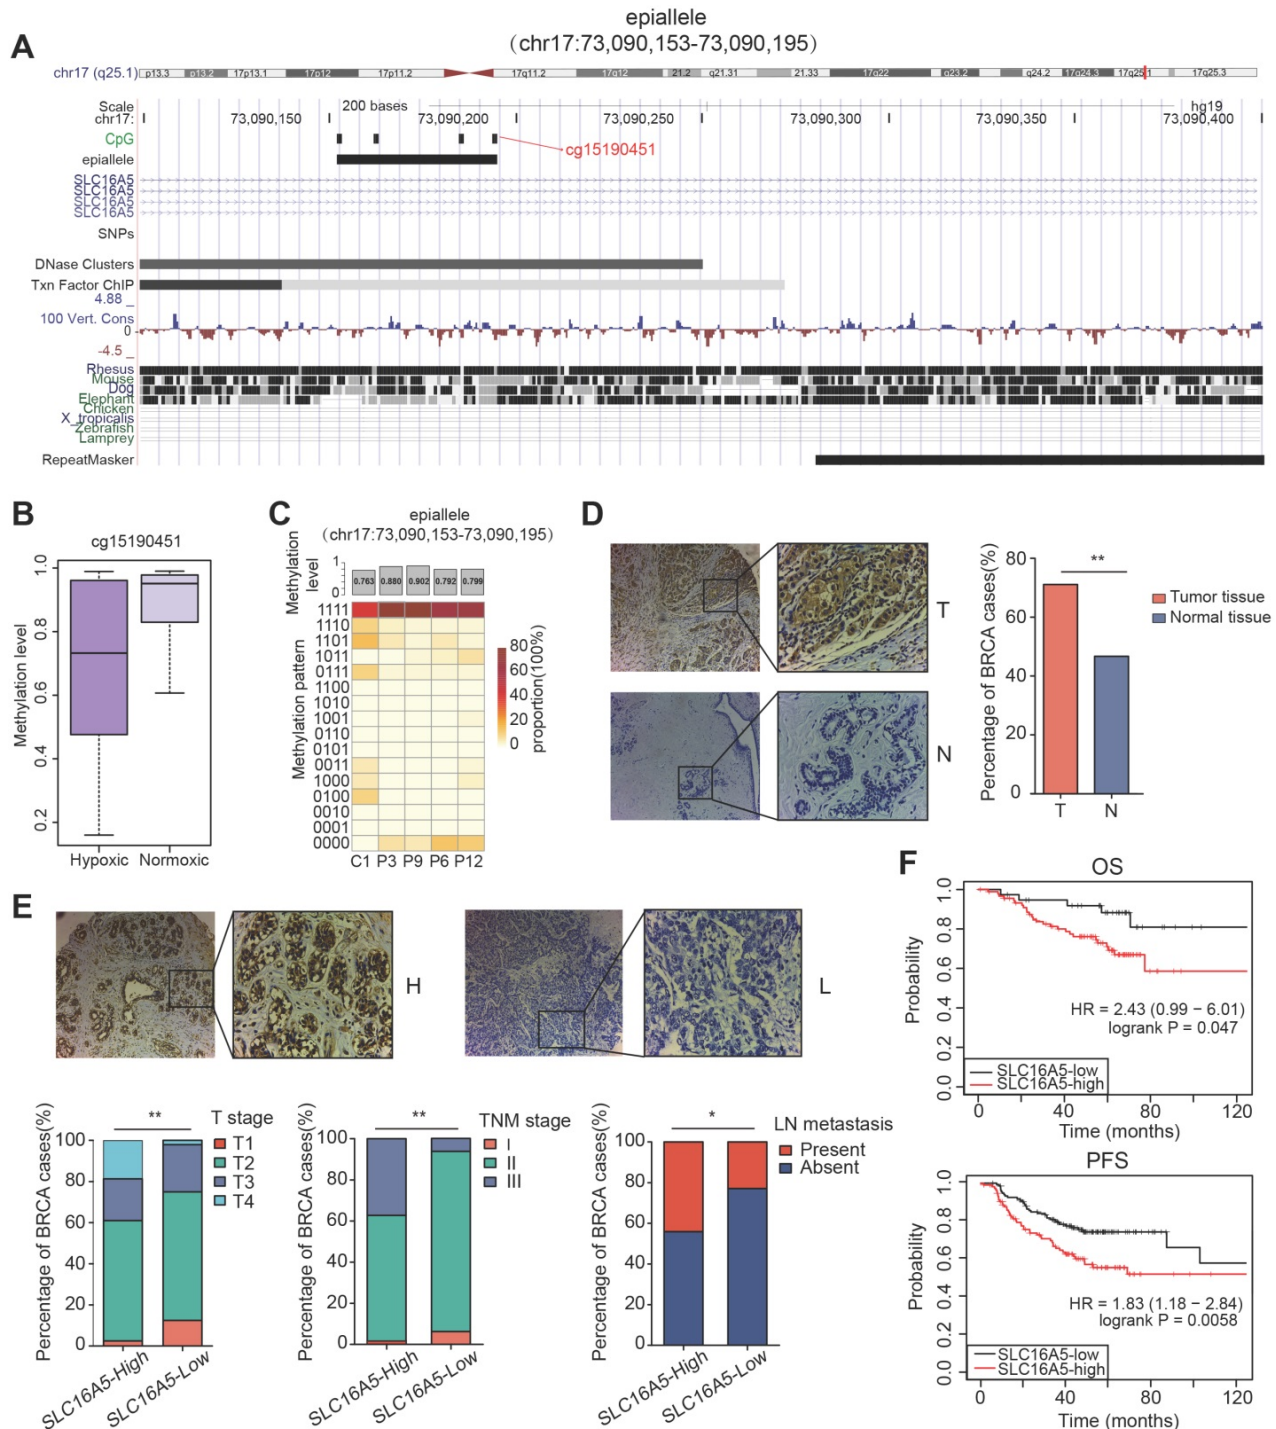 epiallele
(chr17:73,090,153-73,090,195)
A
chr17 (q25.1) p13.3 p13.2 17p13.1 17p12 17p11.2 17q11.2 17q12 21.2 q21.31 21.33 17q22 q23.2 q24.2 17q24.3 17q25.1 17q25.3
Scale 200 bases hg19
chr17: 73,090,150 73,090,200 73,090,250 73,090,300 73,090,350 73,090,400
CpG
cg15190451
epiallele
SLC16A5
SLC16A5
SLC16A5
SLC16A5
SNPs
DNase Clusters
Txn Factor ChIP
4.88 _
100 Vert. Cons
0
-4.5 _
Rhesus
Mouse
Dog
Elephant
Chicken
X_tropicalis
Zebrafish
Lamprey
RepeatMasker
B
cg15190451
Methylation level
1.0
0.8
0.6
0.4
0.2
Hypoxic Normoxic
C
epiallele
(chr17:73,090,153-73,090,195)
Methylation level
1
0
0.763 0.880 0.902 0.792 0.799
Methylation pattern
1111
1110
1101
1011
0111
1100
1010
1001
0110
0101
0011
1000
0100
0010
0001
0000
C1 P3 P9 P6 P12
80
60
40
20
0
proportion(100%)
D
T
N
Percentage of BRCA cases(%)
80
60
40
20
0
**
T N
Tumor tissue
Normal tissue
E
H
L
Percentage of BRCA cases(%)
100
80
60
40
20
0
**
T stage
T1
T2
T3
T4
SLC16A5-High
SLC16A5-Low
Percentage of BRCA cases(%)
100
80
60
40
20
0
**
TNM stage
I
II
III
SLC16A5-High
SLC16A5-Low
Percentage of BRCA cases(%)
100
80
60
40
20
0
*
LN metastasis
Present
Absent
SLC16A5-High
SLC16A5-Low
F
OS
Probability
1.0
0.8
0.6
0.4
0.2
0.0
HR = 2.43 (0.99 − 6.01)
logrank P = 0.047
SLC16A5-low
SLC16A5-high
0 40 80 120
Time (months)
PFS
Probability
1.0
0.8
0.6
0.4
0.2
0.0
HR = 1.83 (1.18 − 2.84)
logrank P = 0.0058
SLC16A5-low
SLC16A5-high
0 40 80 120
Time (months)